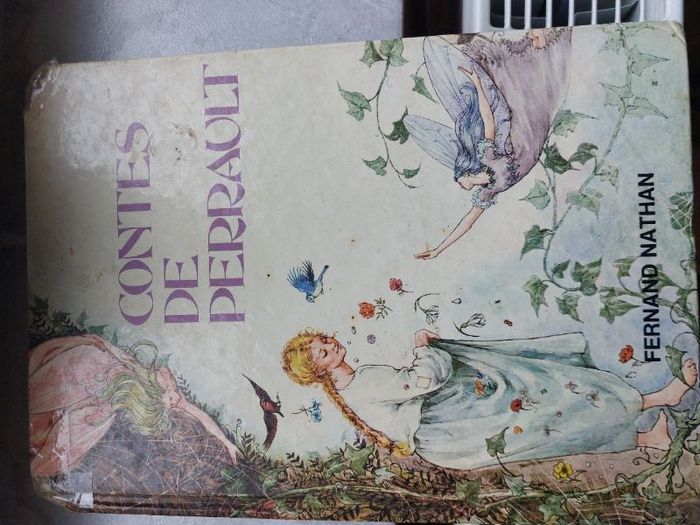 CONTES
DE
PERRAULT
FERNAND NATHAN